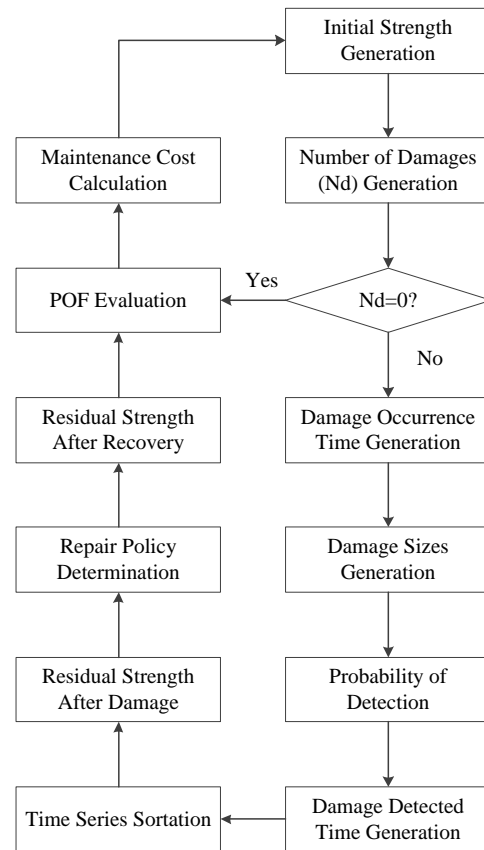 Initial Strength
Generation
Maintenance Cost
Calculation
Number of Damages
(Nd) Generation
POF Evaluation
Yes
Nd=0?
No
Residual Strength
After Recovery
Damage Occurrence
Time Generation
Repair Policy
Determination
Damage Sizes
Generation
Residual Strength
After Damage
Probability of
Detection
Time Series Sortation
Damage Detected
Time Generation